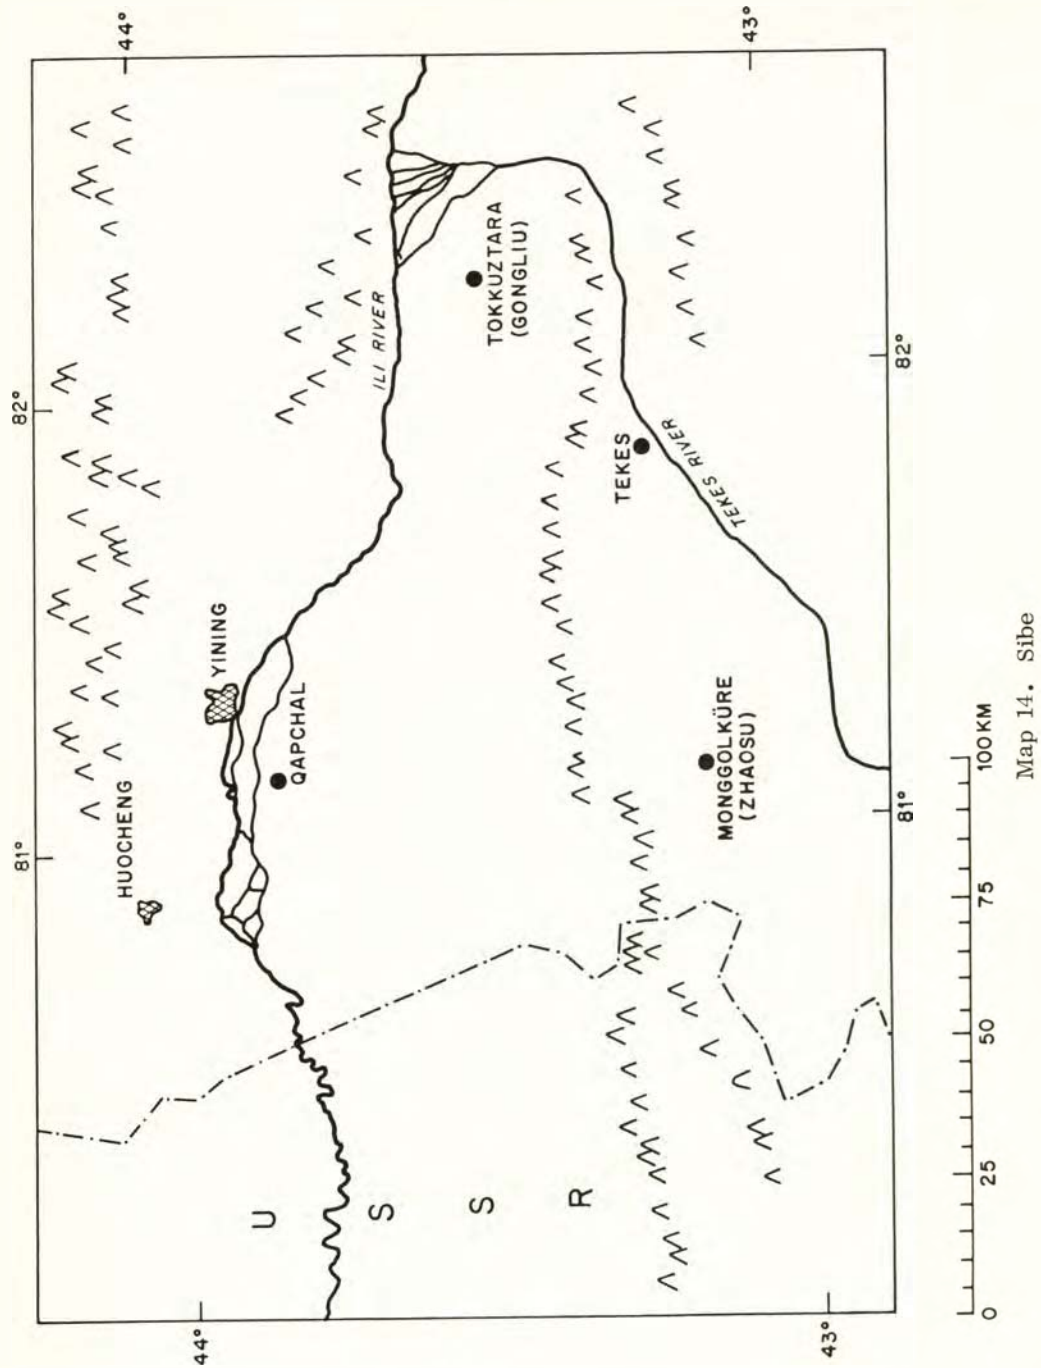 44°
43°
82°
81°
44°
43°
82°
81°
HUOCHENG
YINING
QAPCHAL
ILI RIVER
TOKKUZTARA
(GONGLIU)
TEKES
TEKES RIVER
MONGGOLKÜRE
(ZHAOSU)
U S S R
0 25 50 75 100 KM
Map 14. Sibe